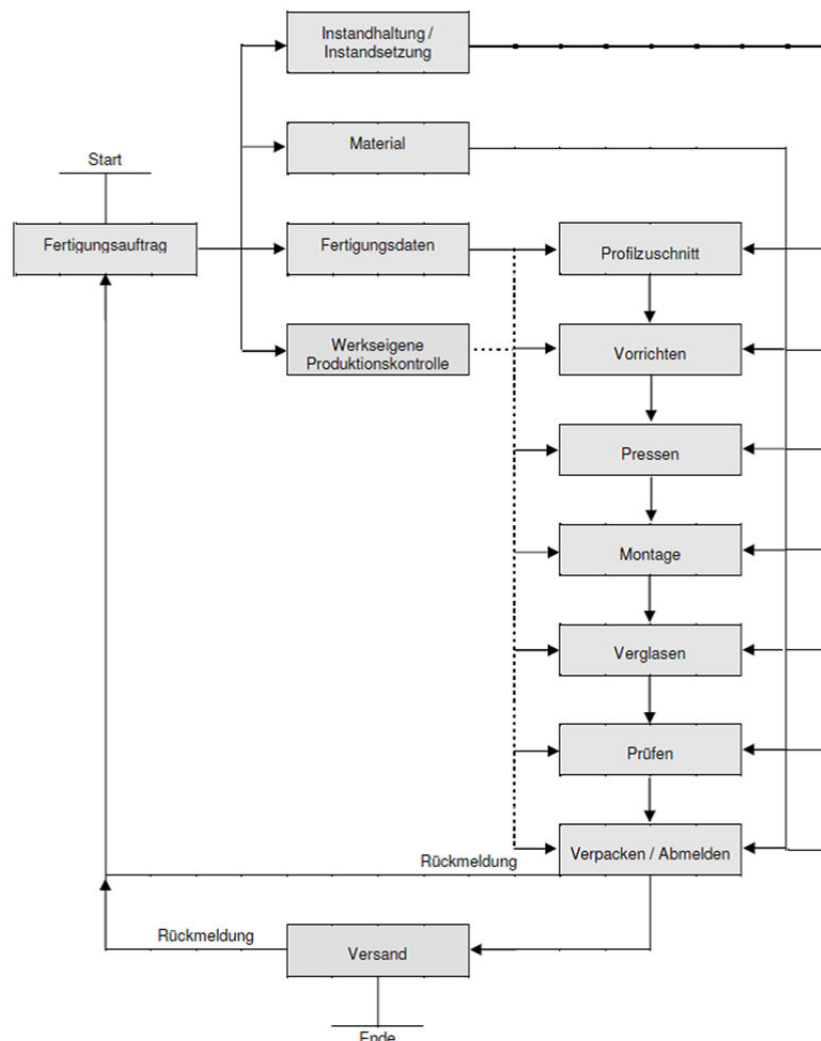 Instandhaltung /
Instandsetzung
Material
Start
Fertigungsauftrag
Fertigungsdaten
Profilzuschnitt
Werkseigene
Produktionskontrolle
Vorrichten
Pressen
Montage
Verglasen
Prüfen
Verpacken / Abmelden
Rückmeldung
Rückmeldung
Versand
Ende